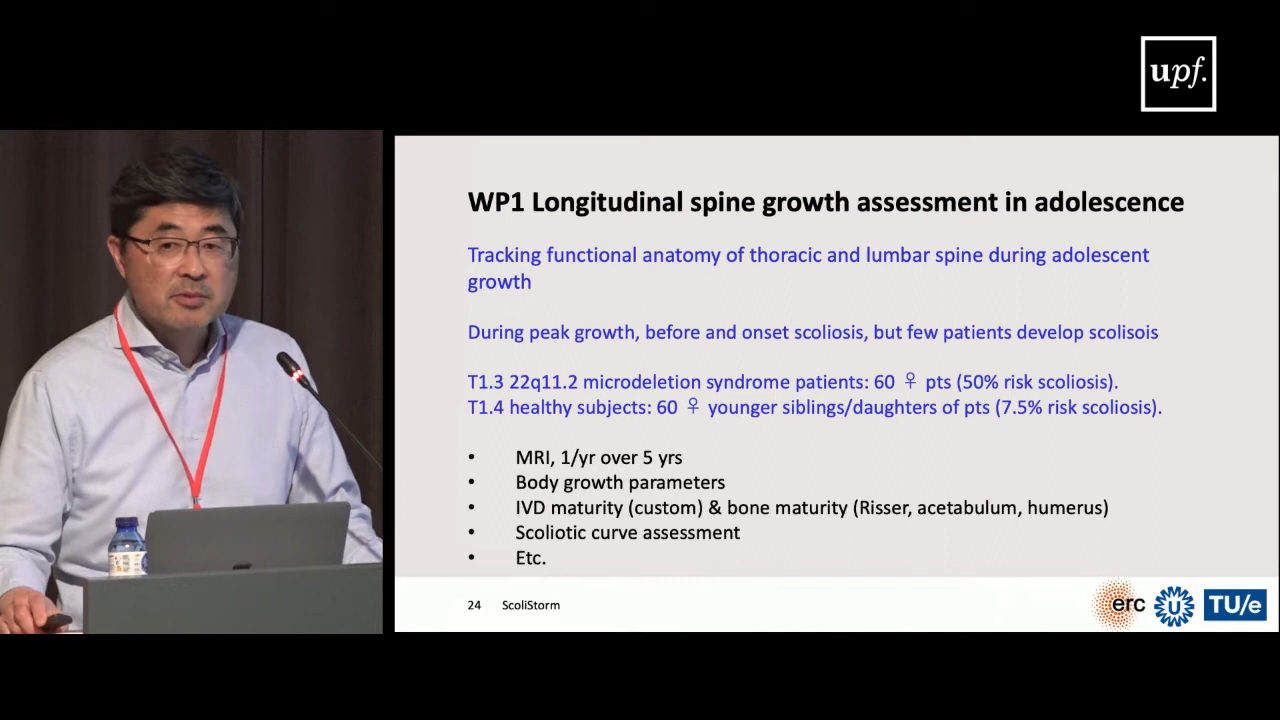 upf.
WP1 Longitudinal spine growth assessment in adolescence
Tracking functional anatomy of thoracic and lumbar spine during adolescent
growth
During peak growth, before and onset scoliosis, but few patients develop scolisois
T1.3 22q11.2 microdeletion syndrome patients: 60 ♀ pts (50% risk scoliosis).
T1.4 healthy subjects: 60 ♀ younger siblings/daughters of pts (7.5% risk scoliosis).
• MRI, 1/yr over 5 yrs
• Body growth parameters
• IVD maturity (custom) & bone maturity (Risser, acetabulum, humerus)
• Scoliotic curve assessment
• Etc.
24 ScoliStorm
erc U TU/e